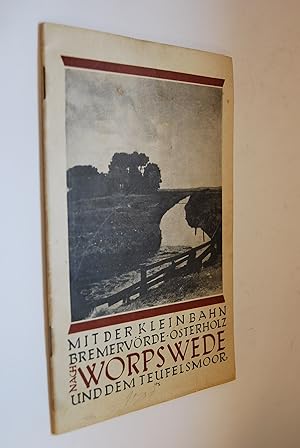 MIT DER KLEINBAHN
BREMERVÖRDE-OSTERHOLZ
NACH WORPSWEDE
UND DEM TEUFELSMOOR.